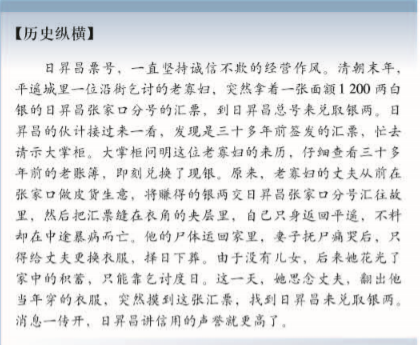 【历史纵横】
日昇昌票号，一直坚持诚信不欺的经营作风。清朝末年，
平遥城里一位沿街乞讨的老寡妇，突然拿着一张面额1 200两白
银的日昇昌张家口分号的汇票，到日昇昌总号来兑取银两。日
昇昌的伙计接过来一看，发现是三十多年前签发的汇票，忙去
请示大掌柜。大掌柜问明这位老寡妇的来历，仔细查看三十多
年前的老账簿，即刻兑换了现银。原来，老寡妇的丈夫从前在
张家口做皮货生意，将赚得的银两交日昇昌张家口分号汇往故
里，然后把汇票缝在衣角的夹层里，自己只身返回平遥，不料
却在中途暴病而亡。他的尸体运回家里，妻子抚尸痛哭后，只
得给丈夫更换衣服，择日下葬。由于没有儿女，后来她花光了
家中的积蓄，只能靠乞讨度日。这一天，她思念丈夫，翻出他
当年穿的衣服，突然摸到这张汇票，找到日昇昌来兑取银两。
消息一传开，日昇昌讲信用的声誉就更高了。